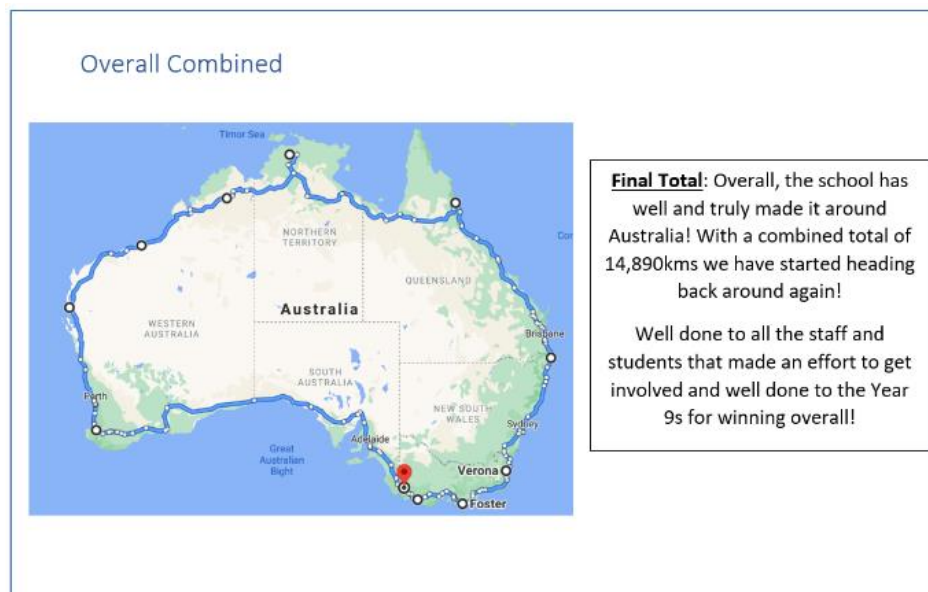 Overall Combined
Timor Sea
NORTHERN
TERRITORY
QUEENSLAND
Australia
WESTERN
AUSTRALIA
Brisbane
SOUTH
AUSTRALIA
NEW SOUTH
WALES
Perth
Sydney
Adelaide
Great
Australian
Bight
Verona
Foster
Final Total: Overall, the school has
well and truly made it around
Australia! With a combined total of
14,890kms we have started heading
back around again!
Well done to all the staff and
students that made an effort to get
involved and well done to the Year
9s for winning overall!